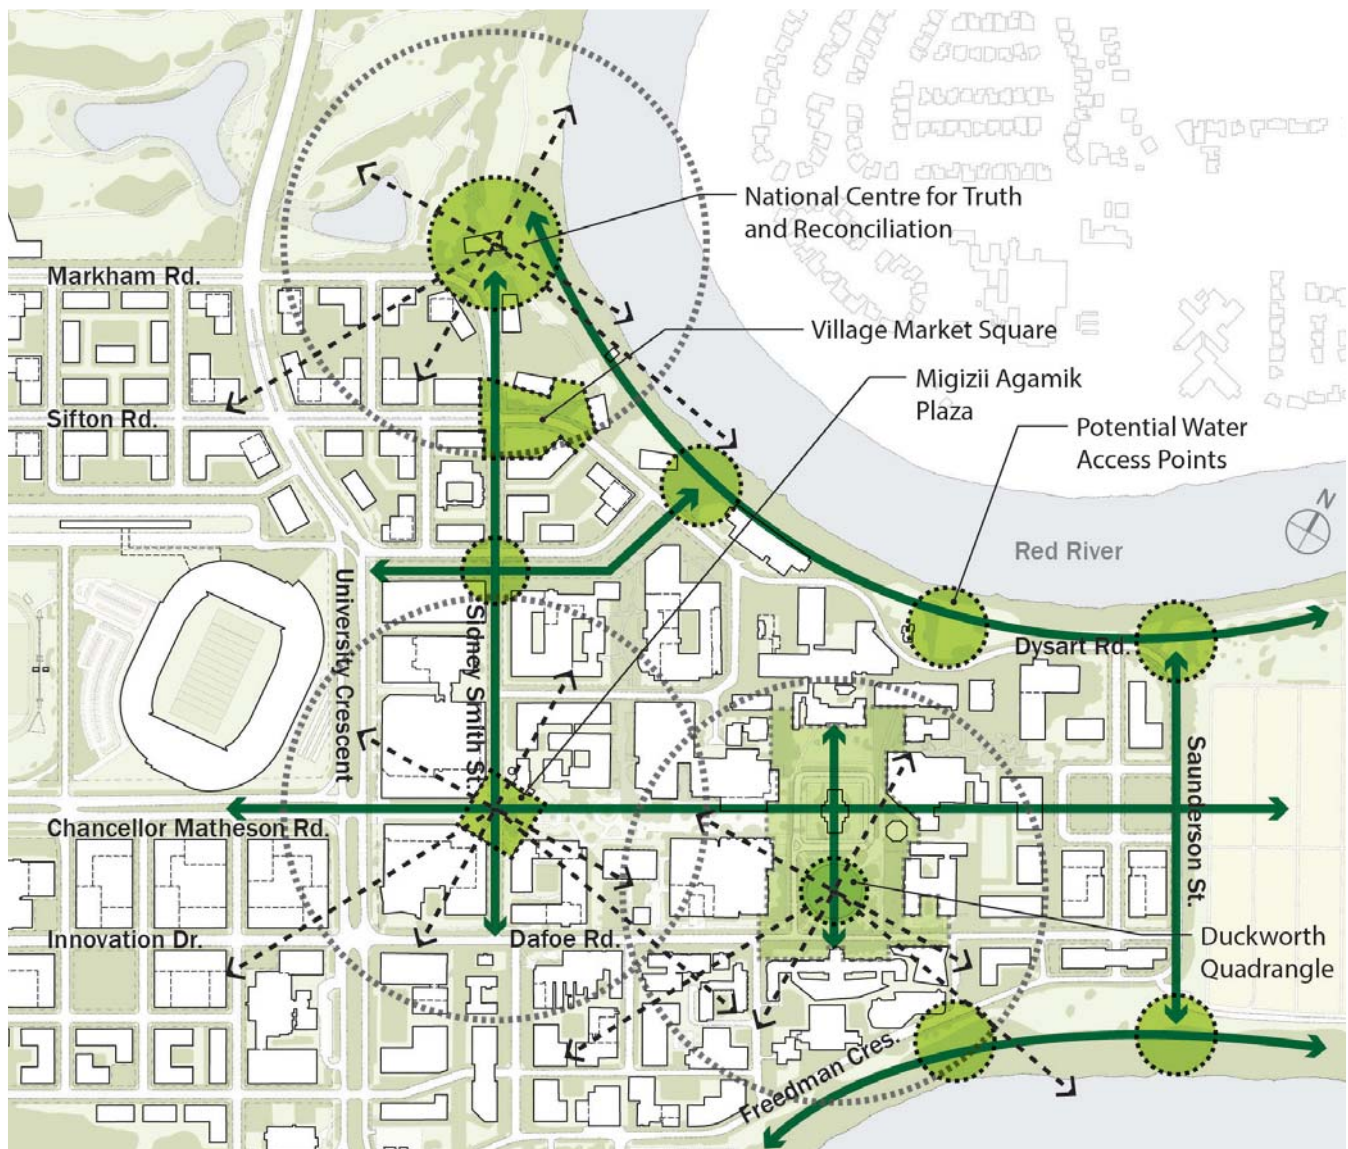 National Centre for Truth
and Reconciliation
Markham Rd.
Village Market Square
Migizii Agamik
Plaza
Sifton Rd.
Potential Water
Access Points
N
Red River
University Crescent
Sidney Smith St.
Dysart Rd.
Saunderson St.
Chancellor Matheson Rd.
Innovation Dr.
Dafoe Rd.
Duckworth
Quadrangle
Freedman Cres.